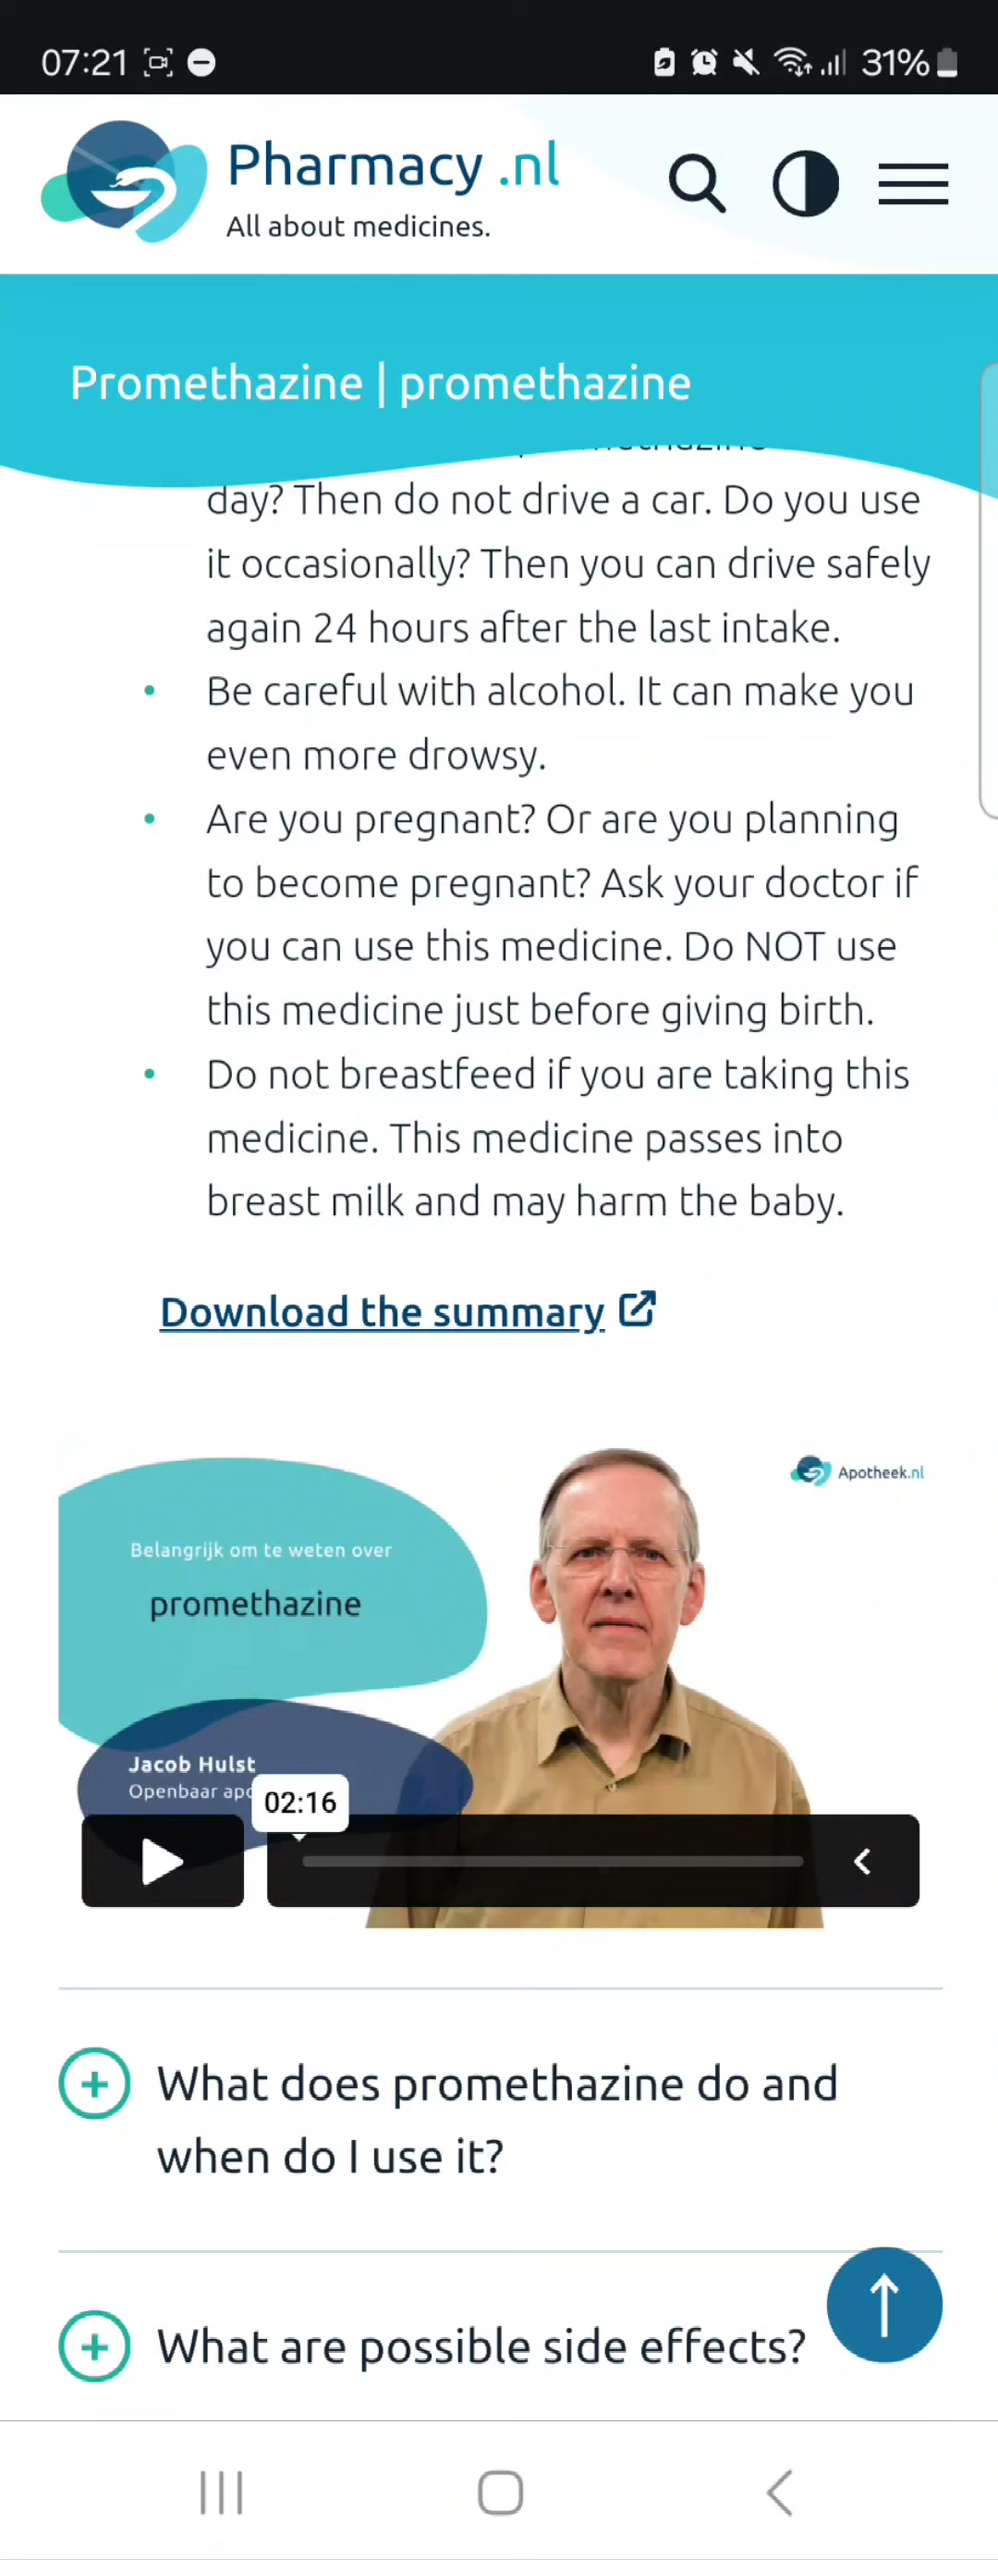 07:21
31%
Pharmacy .nl
All about medicines.
Promethazine | promethazine
day? Then do not drive a car. Do you use
it occasionally? Then you can drive safely
again 24 hours after the last intake.
• Be careful with alcohol. It can make you
even more drowsy.
• Are you pregnant? Or are you planning
to become pregnant? Ask your doctor if
you can use this medicine. Do NOT use
this medicine just before giving birth.
• Do not breastfeed if you are taking this
medicine. This medicine passes into
breast milk and may harm the baby.
Download the summary
Apotheek.nl
Belangrijk om te weten over
promethazine
Jacob Hulst
Openbaar
02:16
What does promethazine do and
when do I use it?
What are possible side effects?